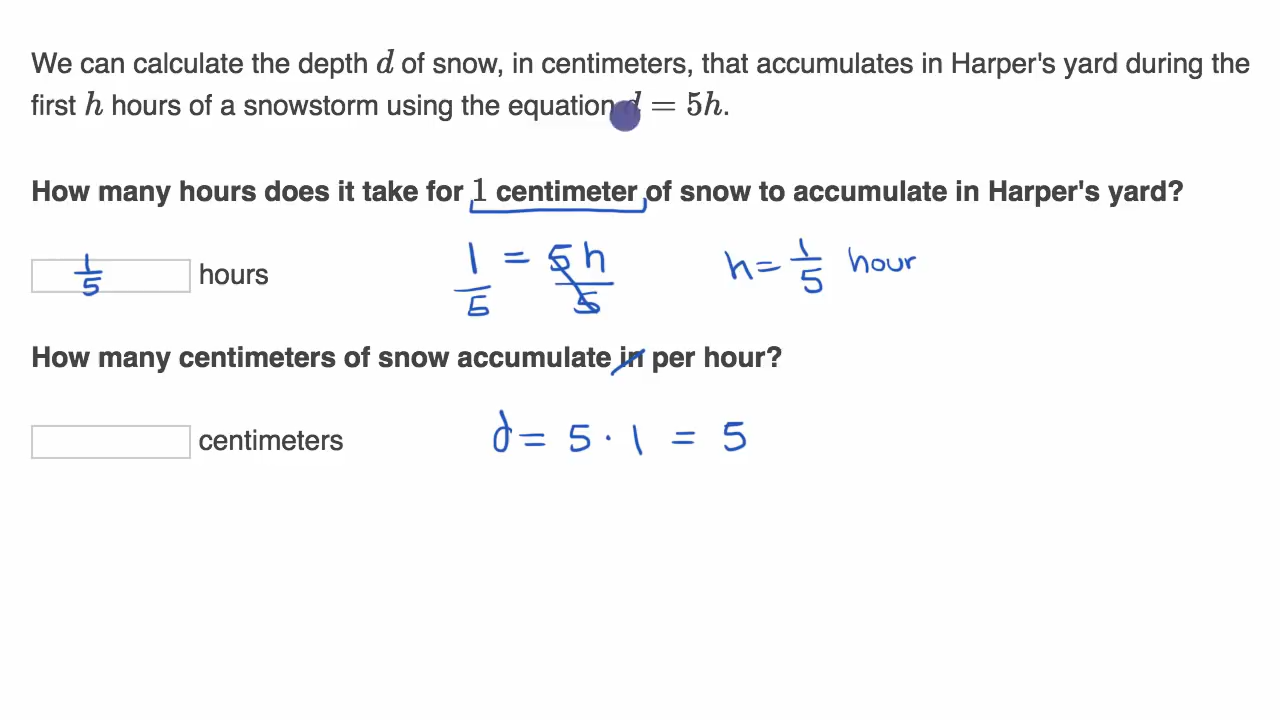 We can calculate the depth d of snow, in centimeters, that accumulates in Harper's yard during the
first h hours of a snowstorm using the equation d = 5h.
How many hours does it take for 1 centimeter of snow to accumulate in Harper's yard?
1/5 hours
1/5 = 5h/5
h = 1/5 hour
How many centimeters of snow accumulate in per hour?
centimeters
d = 5 · 1 = 5